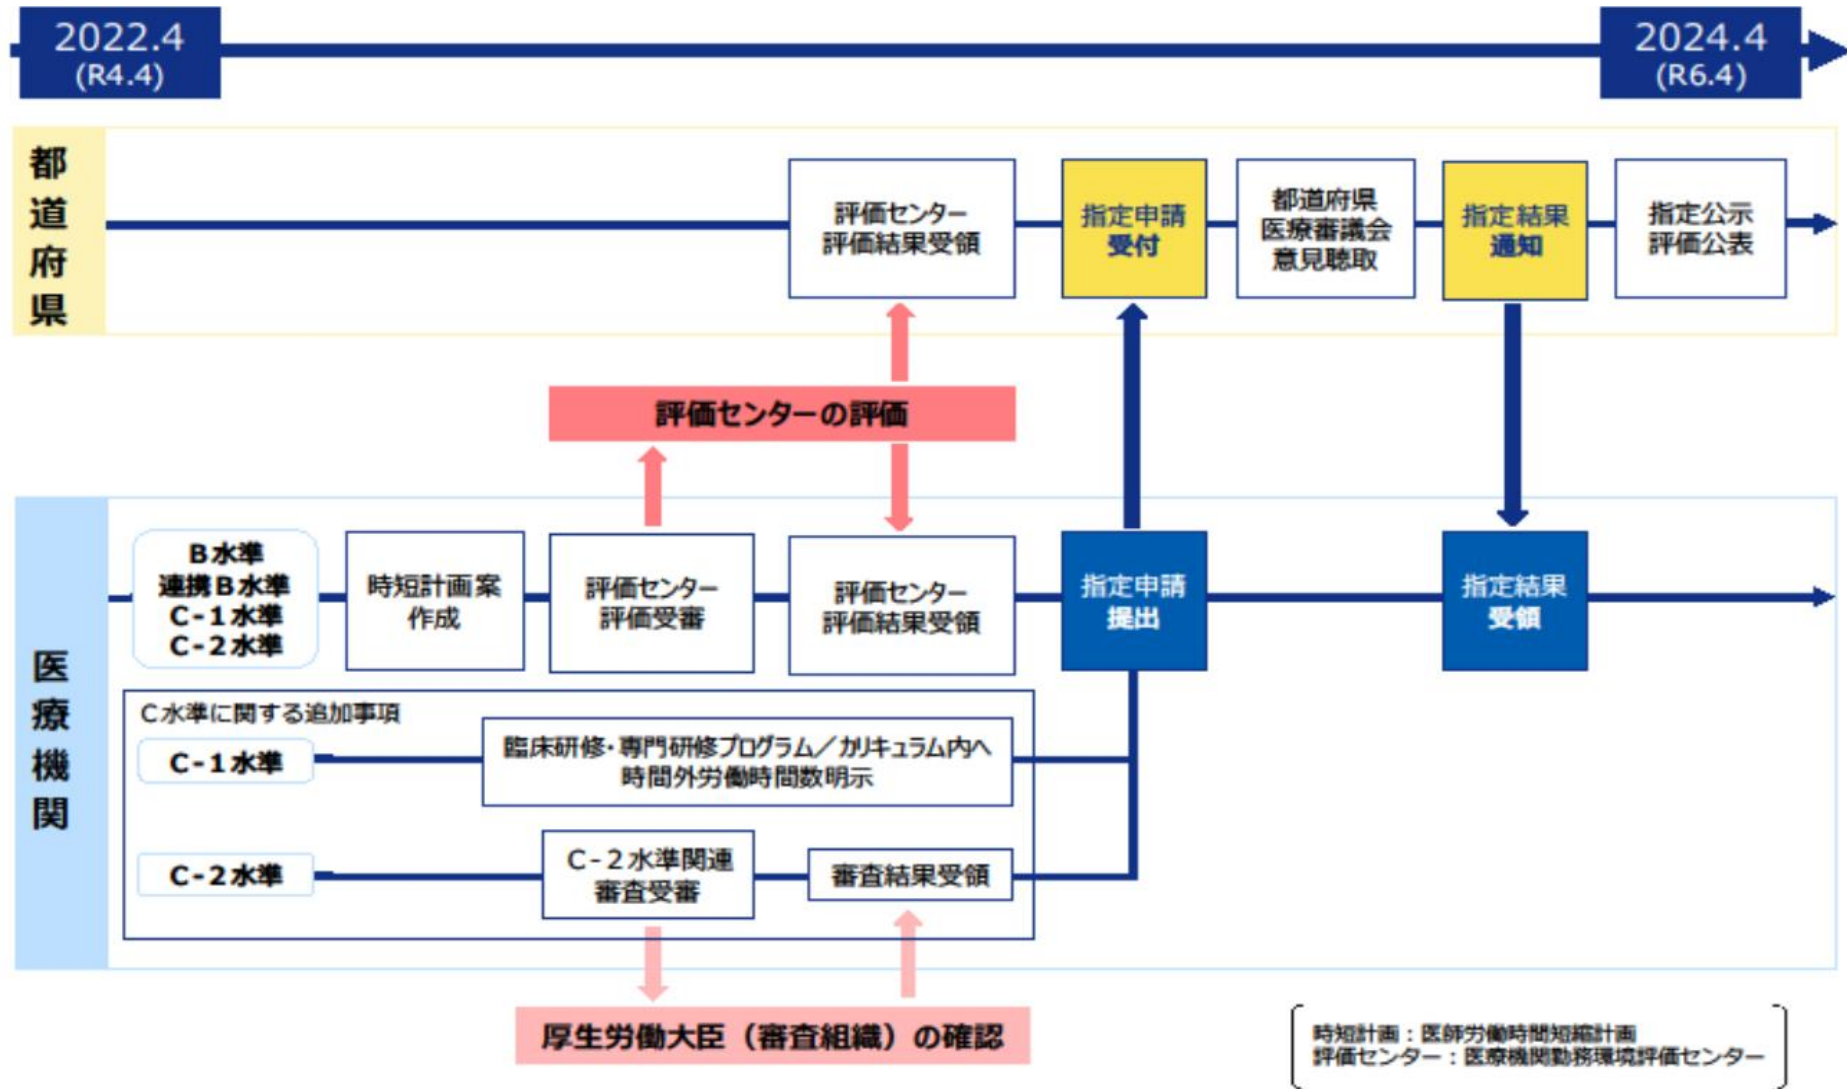 2022.4
(R4.4)
2024.4
(R6.4)
都道府県
評価センター
評価結果受領
指定申請
受付
都道府県
医療審議会
意見聴取
指定結果
通知
指定公示
評価公表
評価センターの評価
医療機関
B水準
連携B水準
C-1水準
C-2水準
時短計画案
作成
評価センター
評価受審
評価センター
評価結果受領
指定申請
提出
指定結果
受領
C水準に関する追加事項
C-1水準
臨床研修・専門研修プログラム/カリキュラム内へ
時間外労働時間数明示
C-2水準
C-2水準関連
審査受審
審査結果受領
厚生労働大臣(審査組織)の確認
時短計画:医師労働時間短縮計画
評価センター:医療機関勤務環境評価センター